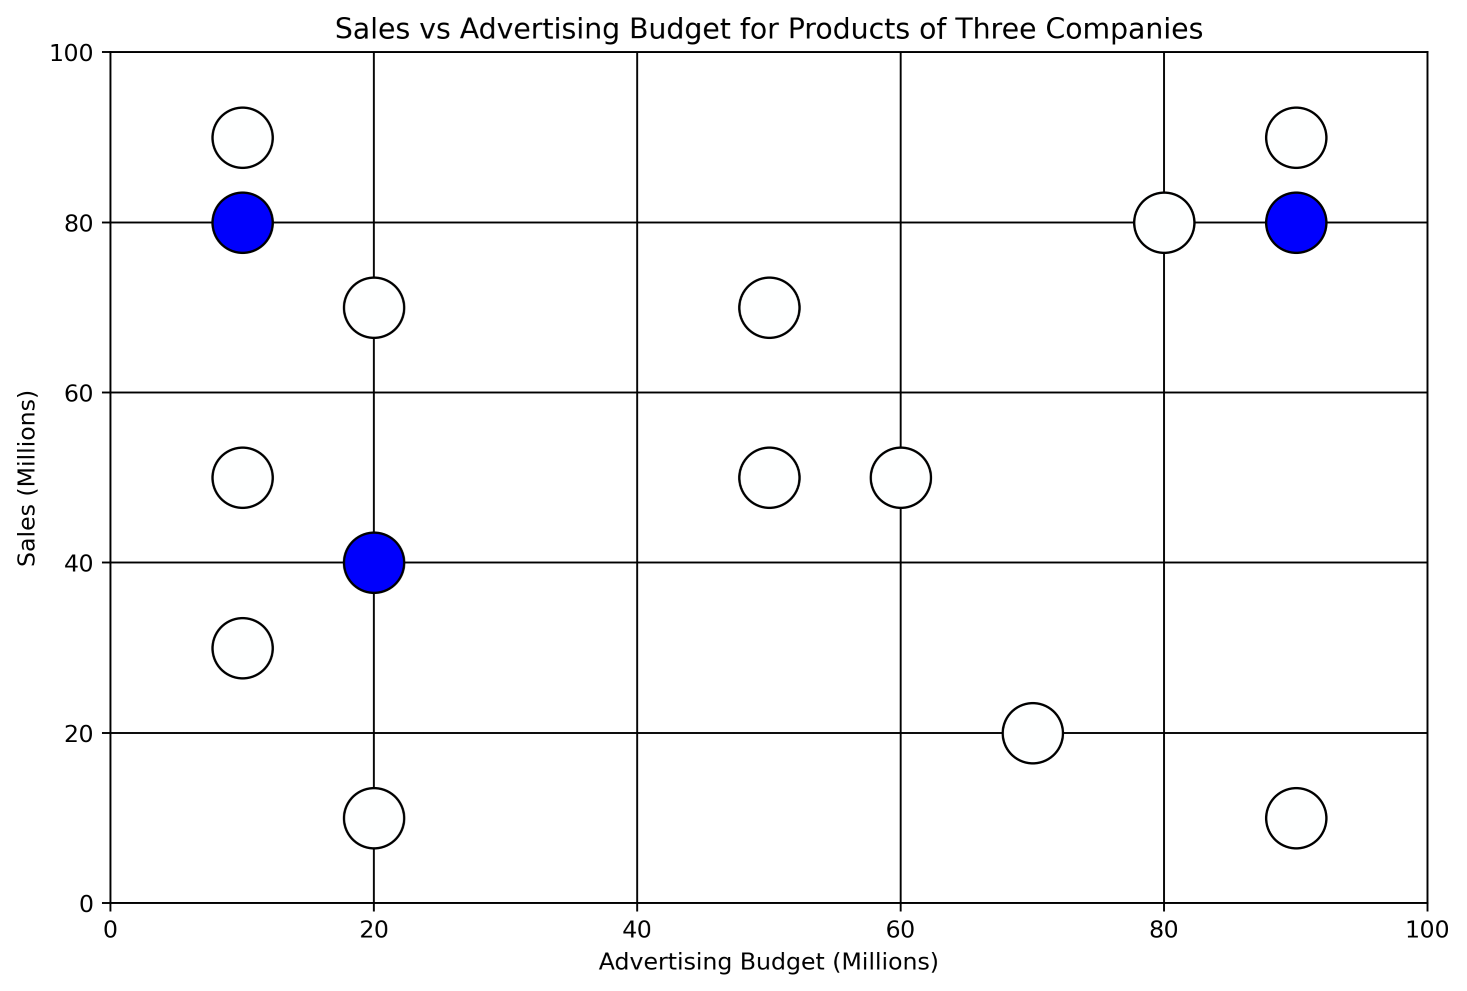 Sales vs Advertising Budget for Products of Three Companies
100
80
60
40
20
0
Sales (Millions)
0 20 40 60 80 100
Advertising Budget (Millions)